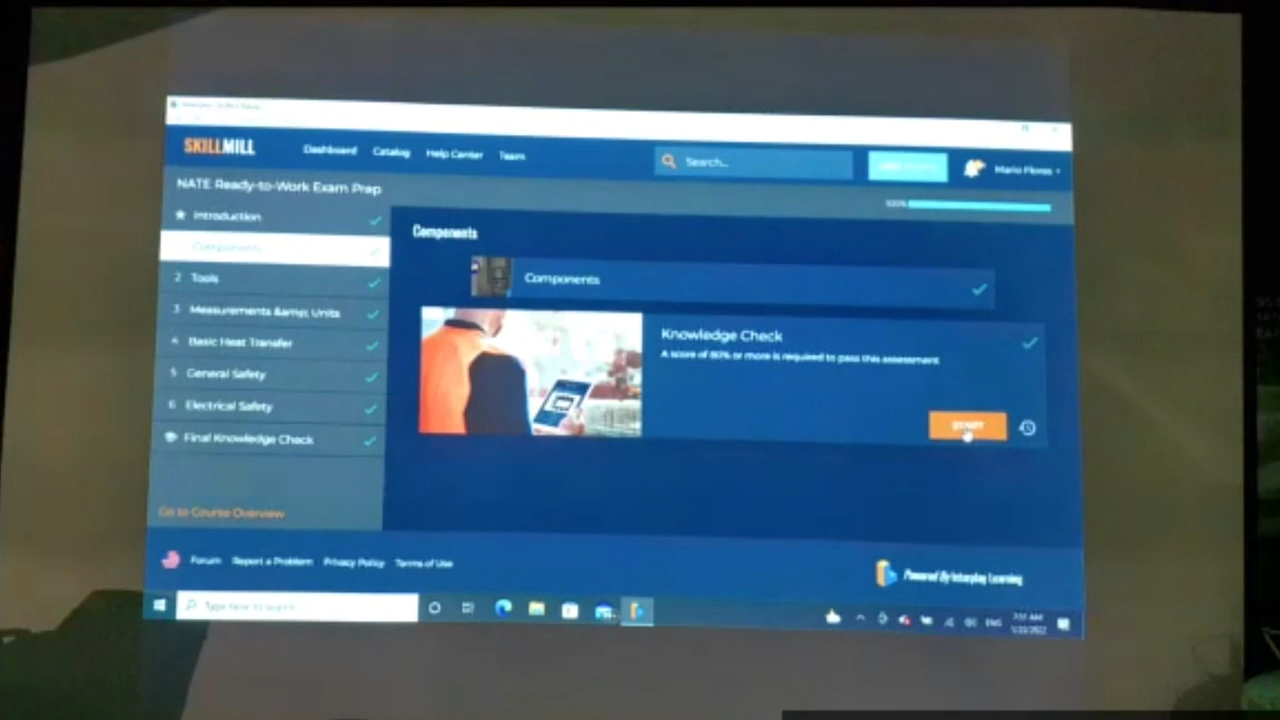 SKILLMILL
Dashboard Catalog Help Center Team
Search...
Mario Flores
NATE Ready-to-Work Exam Prep
100%
Introduction
Components
2 Tools
3 Measurements &amp; Units
4 Basic Heat Transfer
5 General Safety
6 Electrical Safety
Final Knowledge Check
Go to Course Overview
Components
Components
Knowledge Check
A score of 80% or more is required to pass this assessment
START
Forum Report a Problem Privacy Policy Terms of Use
Powered By Interplay Learning
Type here to search
ENG